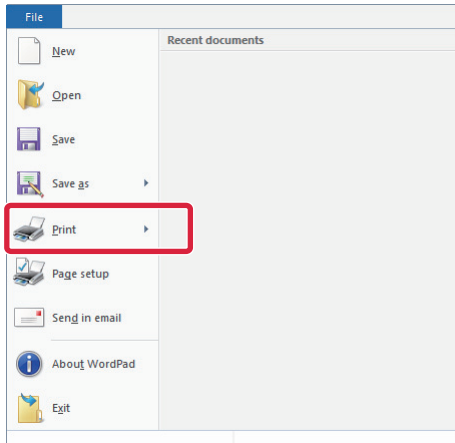 File
Recent documents
New
Open
Save
Save as
Print
Page setup
Send in email
About WordPad
Exit